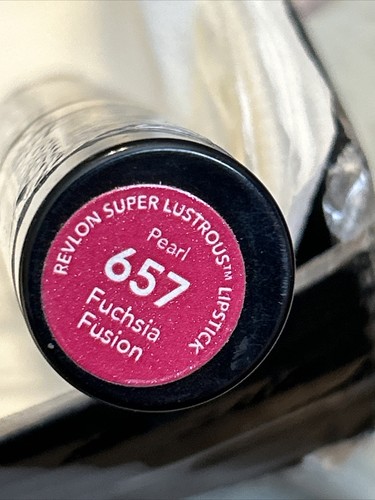 REVLON SUPER LUSTROUS™ LIPSTICK
Pearl
657
Fuchsia
Fusion